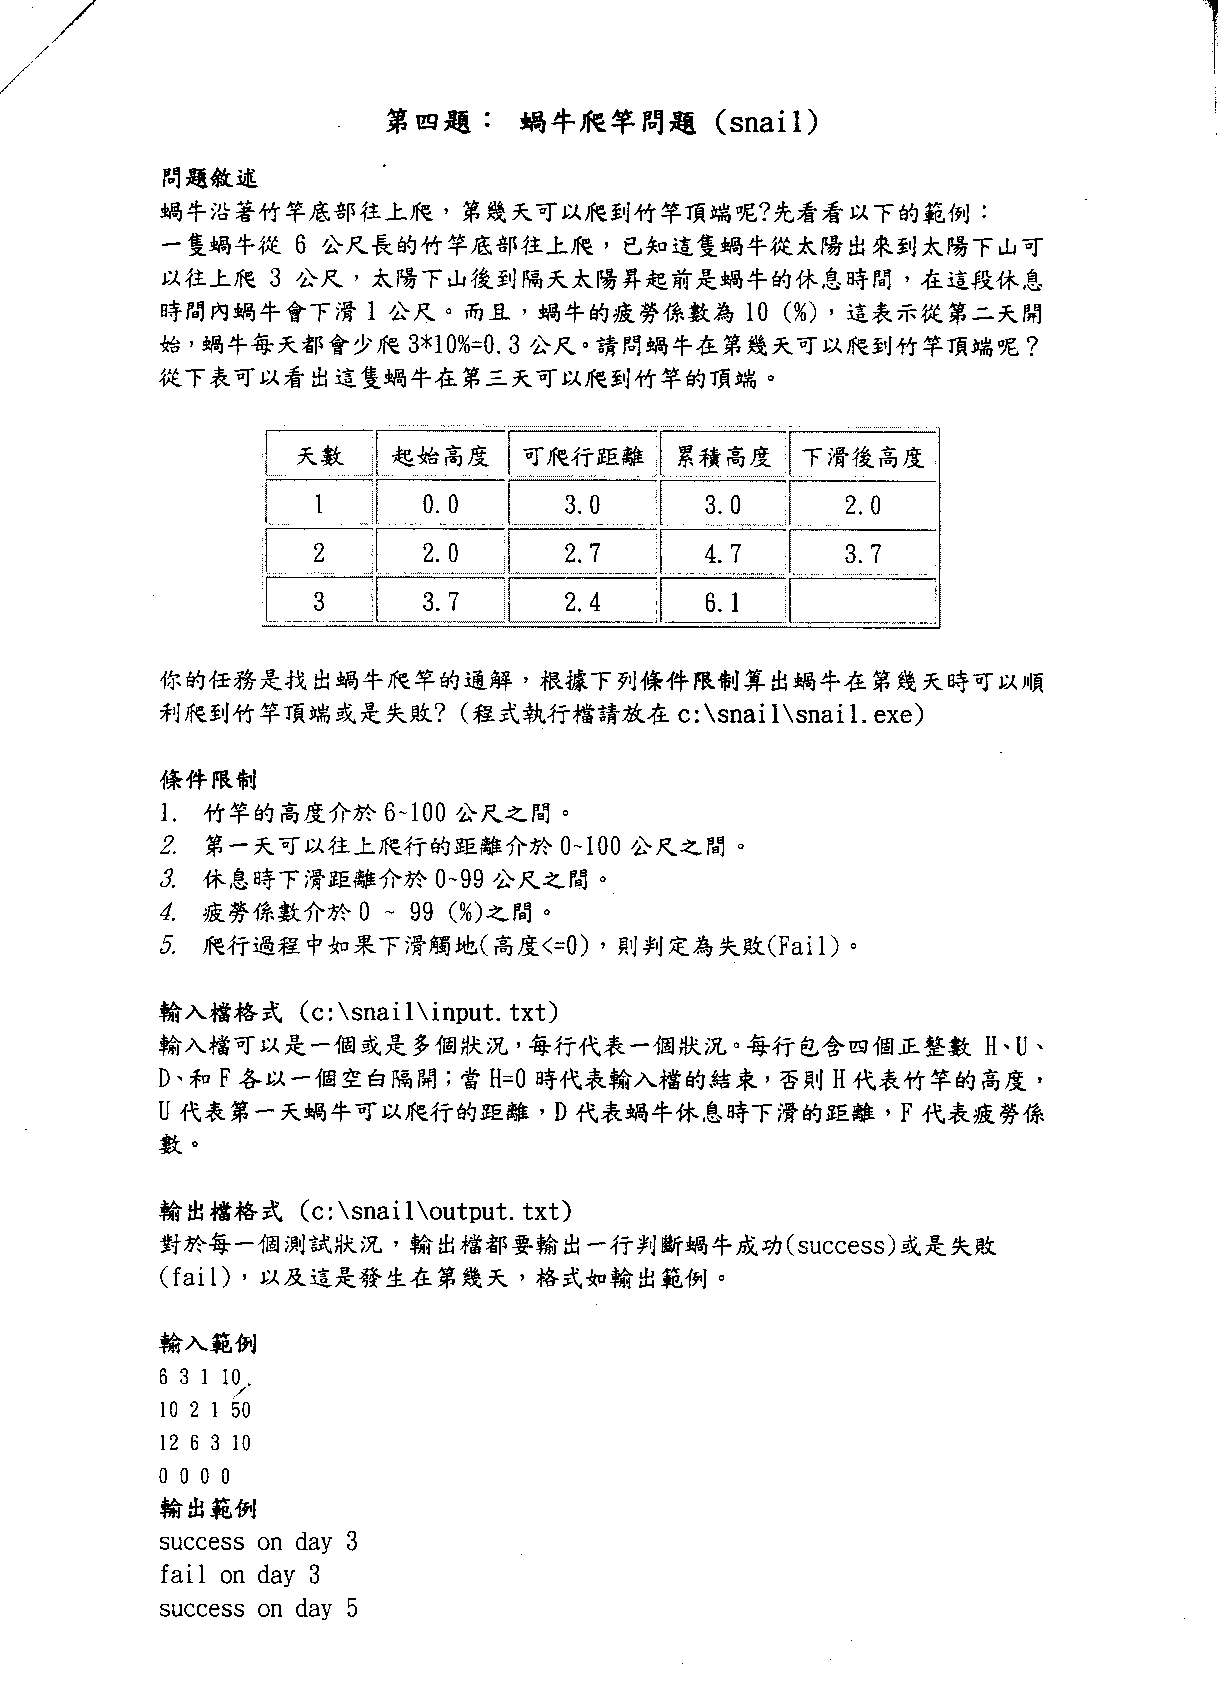 第四題： 蝸牛爬竿問題 (snail)
問題敘述
蝸牛沿著竹竿底部往上爬，第幾天可以爬到竹竿頂端呢?先看看以下的範例：
一隻蝸牛從 6 公尺長的竹竿底部往上爬，已知這隻蝸牛從太陽出來到太陽下山可
以往上爬 3 公尺，太陽下山後到隔天太陽昇起前是蝸牛的休息時間，在這段休息
時間內蝸牛會下滑 1 公尺。而且，蝸牛的疲勞係數為 10 (%)，這表示從第二天開
始，蝸牛每天都會少爬 3*10%=0.3 公尺。請問蝸牛在第幾天可以爬到竹竿頂端呢？
從下表可以看出這隻蝸牛在第三天可以爬到竹竿的頂端。
天數 起始高度 可爬行距離 累積高度 下滑後高度
1 0.0 3.0 3.0 2.0
2 2.0 2.7 4.7 3.7
3 3.7 2.4 6.1
你的任務是找出蝸牛爬竿的通解，根據下列條件限制算出蝸牛在第幾天時可以順
利爬到竹竿頂端或是失敗? (程式執行檔請放在 c:\snail\snail.exe)
條件限制
1. 竹竿的高度介於 6~100 公尺之間。
2. 第一天可以往上爬行的距離介於 0~100 公尺之間。
3. 休息時下滑距離介於 0~99 公尺之間。
4. 疲勞係數介於 0 ~ 99 (%)之間。
5. 爬行過程中如果下滑觸地(高度<=0)，則判定為失敗(Fail)。
輸入檔格式 (c:\snail\input.txt)
輸入檔可以是一個或是多個狀況，每行代表一個狀況。每行包含四個正整數 H、U、
D、和 F 各以一個空白隔開；當 H=0 時代表輸入檔的結束，否則 H 代表竹竿的高度，
U 代表第一天蝸牛可以爬行的距離，D 代表蝸牛休息時下滑的距離，F 代表疲勞係
數。
輸出檔格式 (c:\snail\output.txt)
對於每一個測試狀況，輸出檔都要輸出一行判斷蝸牛成功(success)或是失敗
(fail)，以及這是發生在第幾天，格式如輸出範例。
輸入範例
6 3 1 10
10 2 1 50
12 6 3 10
0 0 0 0
輸出範例
success on day 3
fail on day 3
success on day 5